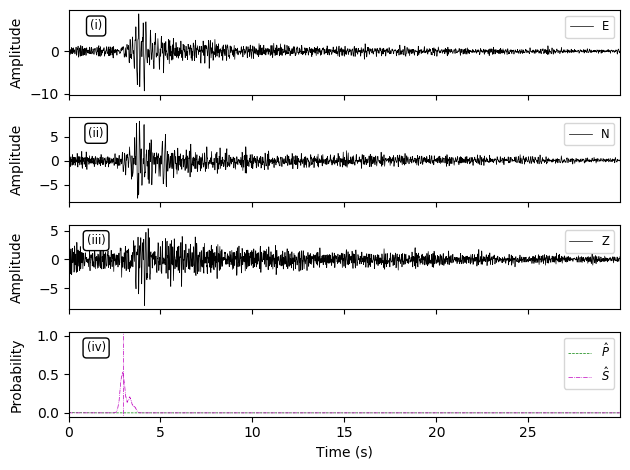 (i)
E
Amplitude
0
−10
(ii)
N
Amplitude
5
0
−5
(iii)
Z
Amplitude
5
0
−5
(iv)
P̂
Ŝ
Probability
1.0
0.5
0.0
0 5 10 15 20 25
Time (s)